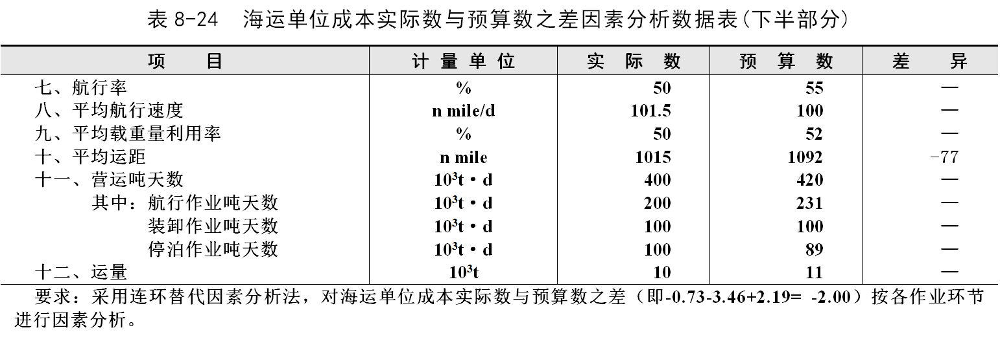 表 8-24 海运单位成本实际数与预算数之差因素分析数据表(下半部分)
项 目 计 量 单 位 实 际 数 预 算 数 差 异
七、航行率 % 50 55 —
八、平均航行速度 n mile/d 101.5 100 —
九、平均载重量利用率 % 50 52 —
十、平均运距 n mile 1015 1092 -77
十一、营运吨天数 10³t·d 400 420 —
其中：航行作业吨天数 10³t·d 200 231 —
装卸作业吨天数 10³t·d 100 100 —
停泊作业吨天数 10³t·d 100 89 —
十二、运量 10³t 10 11 —
要求：采用连环替代因素分析法，对海运单位成本实际数与预算数之差（即-0.73-3.46+2.19= -2.00）按各作业环节
进行因素分析。